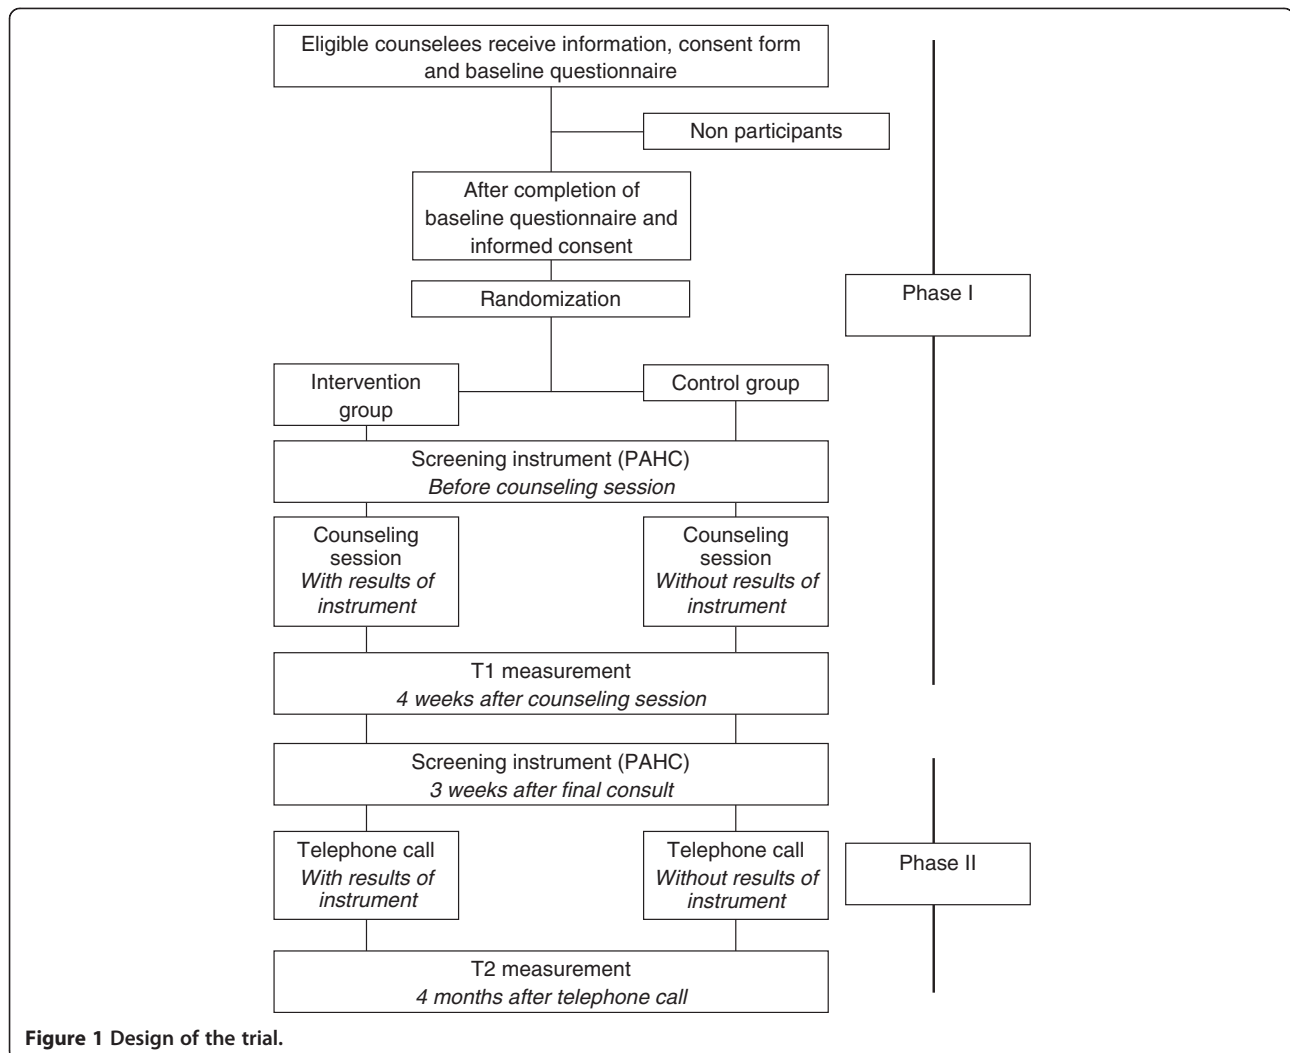 Eligible counselees receive information, consent form
and baseline questionnaire
Non participants
After completion of
baseline questionnaire and
informed consent
Randomization
Phase I
Intervention
group
Control group
Screening instrument (PAHC)
Before counseling session
Counseling
session
With results of
instrument
Counseling
session
Without results of
instrument
T1 measurement
4 weeks after counseling session
Screening instrument (PAHC)
3 weeks after final consult
Telephone call
With results of
instrument
Telephone call
Without results of
instrument
Phase II
T2 measurement
4 months after telephone call
Figure 1 Design of the trial.